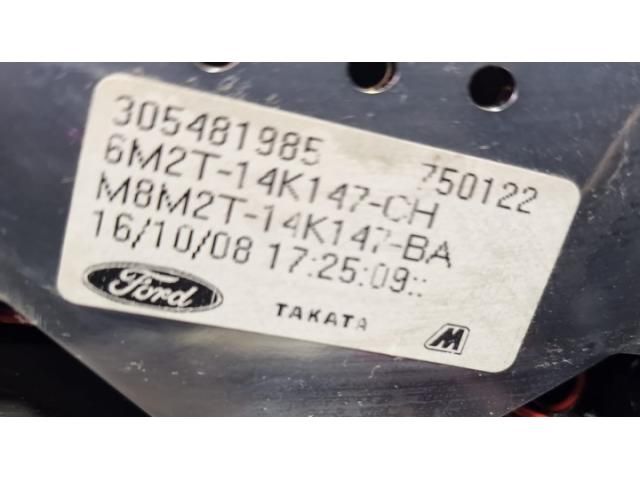 305481985 750122
6M2T-14K147-CH
M8M2T-14K147-BA
16/10/08 17:25:09::
Ford TAKATA M